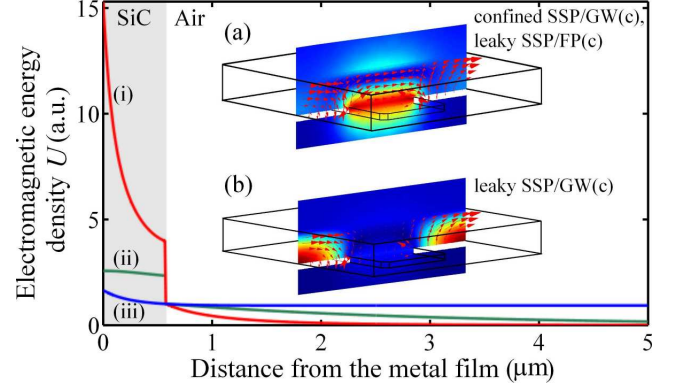 SiC Air
(a)
confined SSP/GW(c),
leaky SSP/FP(c)
(i)
(b)
leaky SSP/GW(c)
(ii)
(iii)
15
10
5
0
0 1 2 3 4 5
Electromagnetic energy
density U (a.u.)
Distance from the metal film (μm)